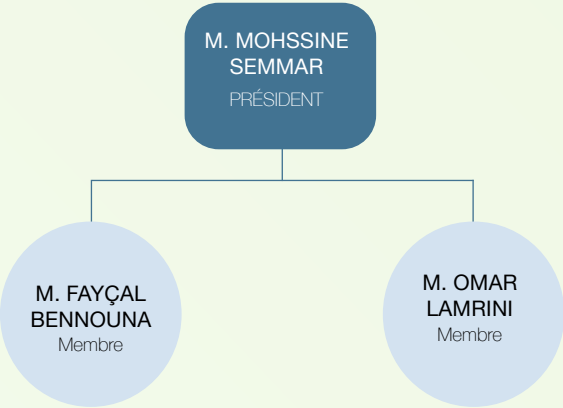 M. MOHSSINE
SEMMAR
PRÉSIDENT
M. FAYÇAL
BENNOUNA
Membre
M. OMAR
LAMRINI
Membre